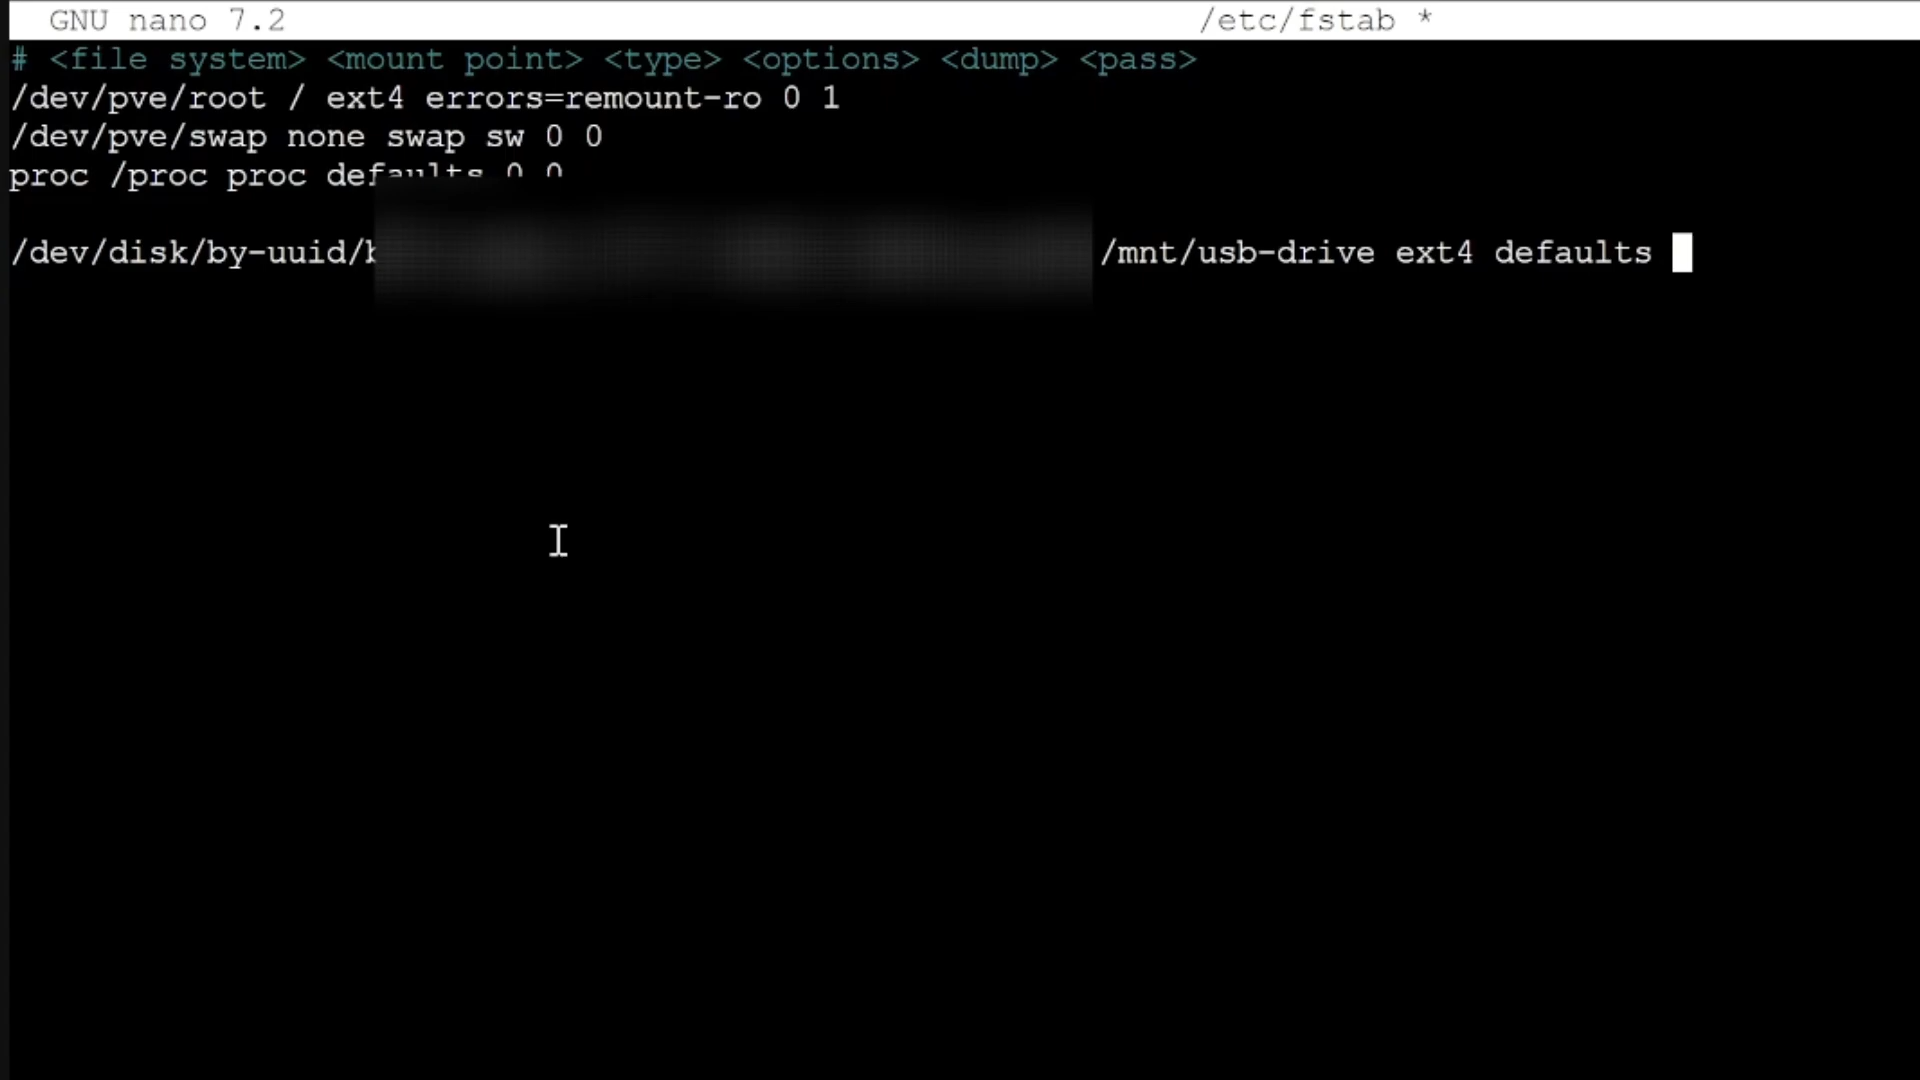 GNU nano 7.2 /etc/fstab *
# <file system> <mount point> <type> <options> <dump> <pass>
/dev/pve/root / ext4 errors=remount-ro 0 1
/dev/pve/swap none swap sw 0 0
proc /proc proc defaults 0 0
/dev/disk/by-uuid/b /mnt/usb-drive ext4 defaults